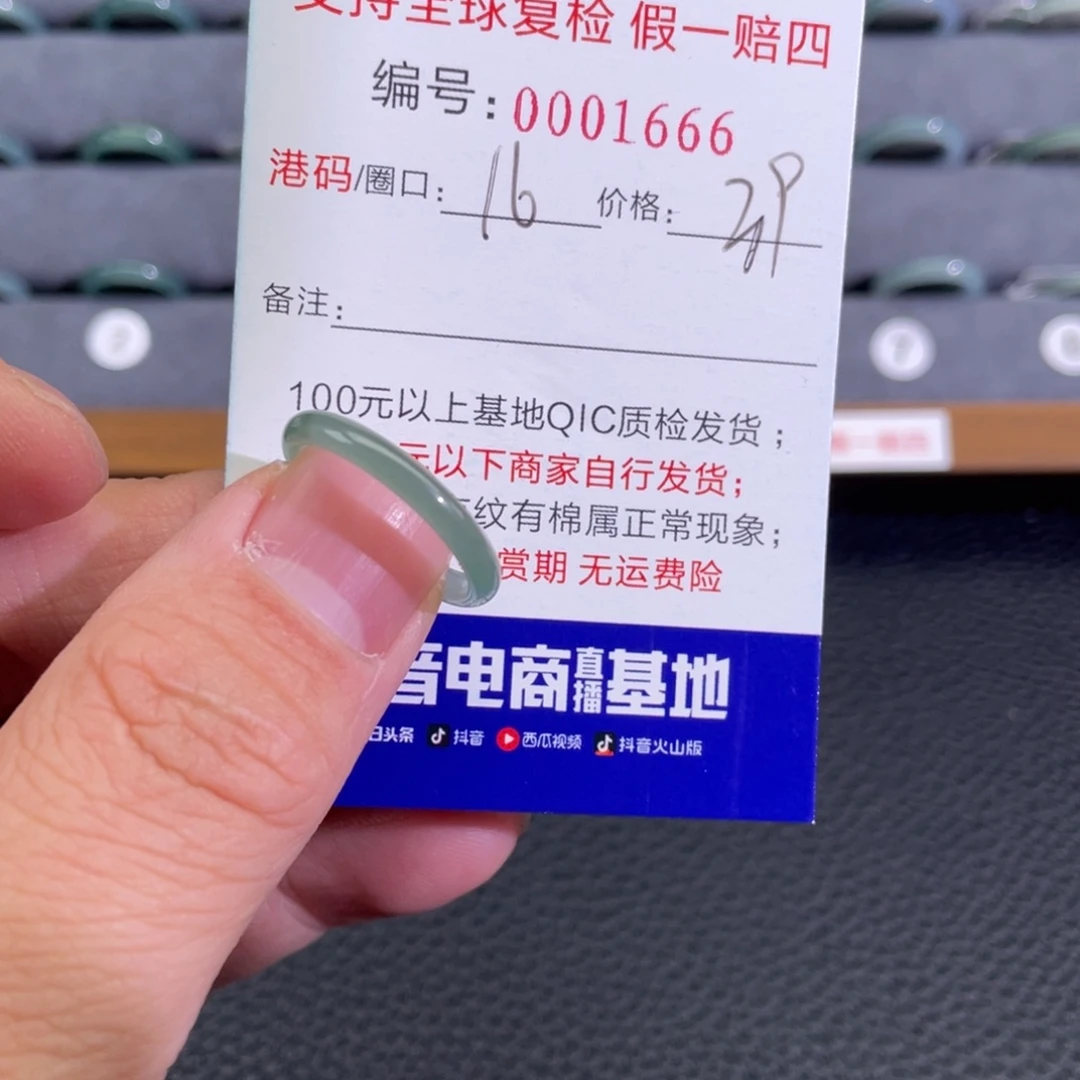 支持全球复检 假一赔四
编号：0001666
港码/圈口：16 价格：
备注：
100元以上基地QIC质检发货；
元以下商家自行发货；
纹有棉属正常现象；
赏期 无运费险
音电商直播基地
日头条 抖音 西瓜视频 抖音火山版